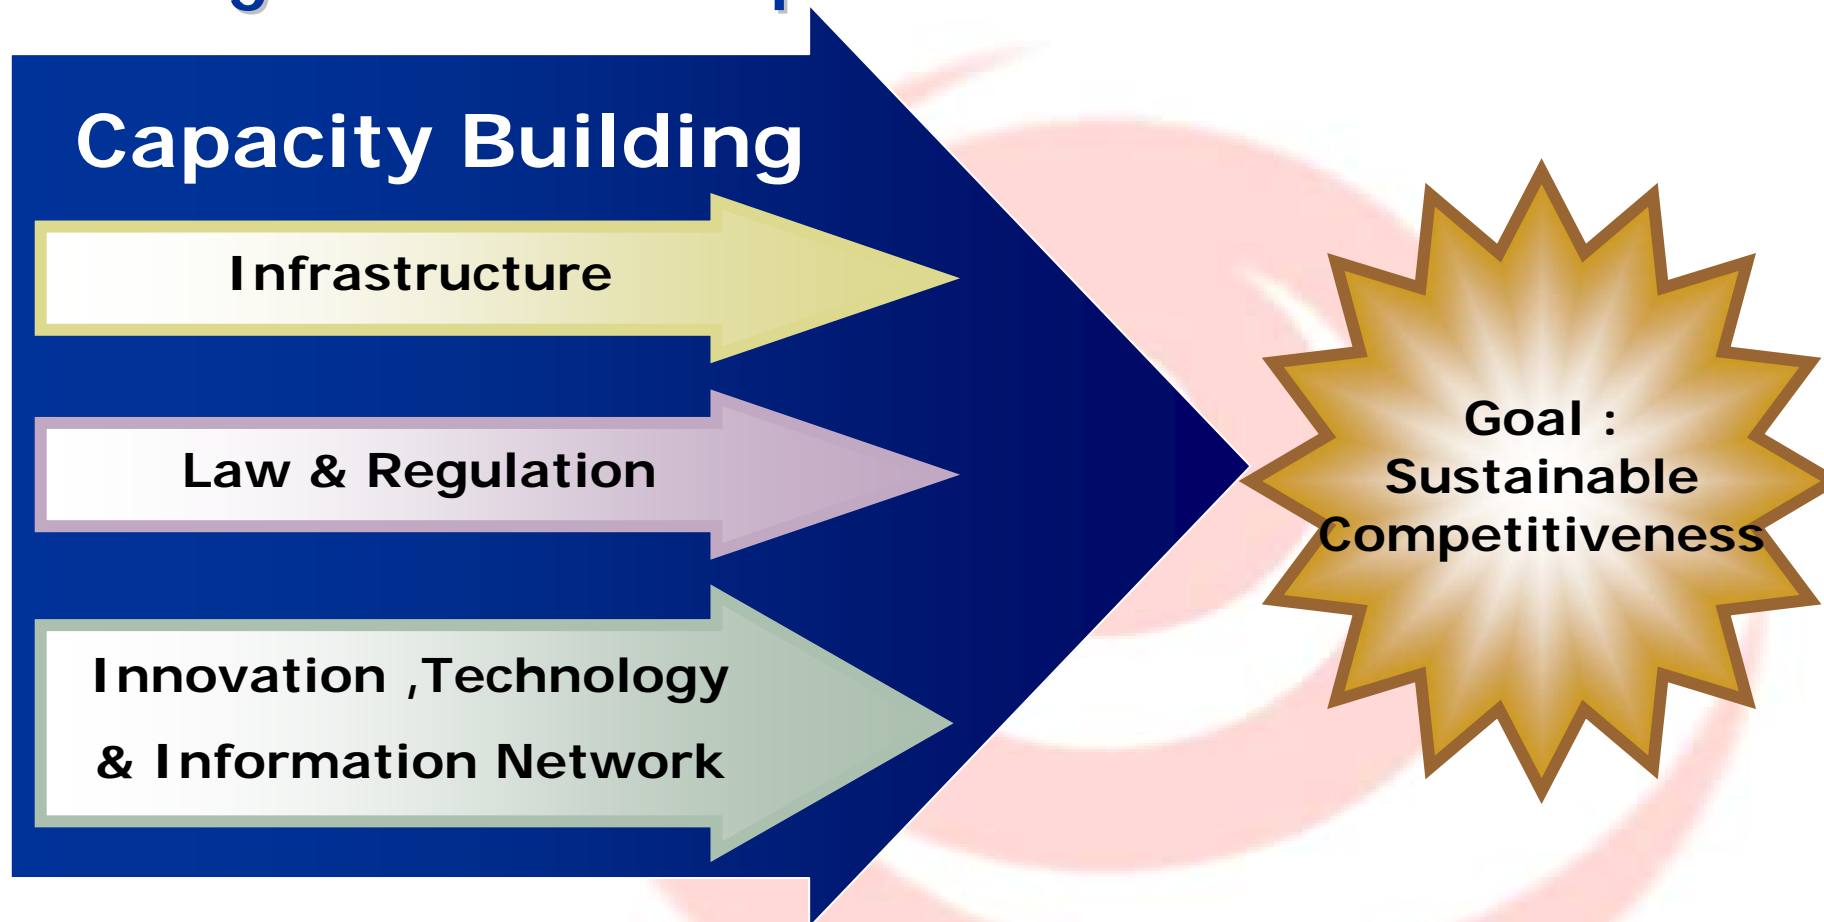 Capacity Building
Infrastructure
Law & Regulation
Innovation ,Technology
& Information Network
Goal :
Sustainable
Competitiveness